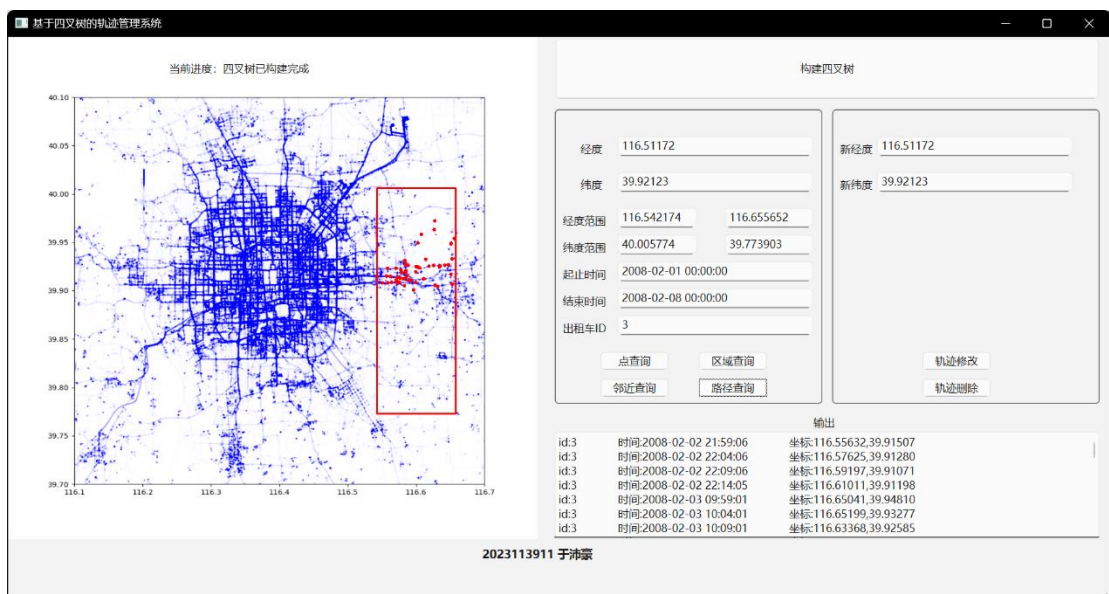 基于四叉树的轨迹管理系统
当前进度：四叉树已构建完成
40.10
40.05
40.00
39.95
39.90
39.85
39.80
39.75
39.70
116.1 116.2 116.3 116.4 116.5 116.6 116.7
构建四叉树
经度 116.51172
纬度 39.92123
经度范围 116.542174 116.655652
纬度范围 40.005774 39.773903
起止时间 2008-02-01 00:00:00
结束时间 2008-02-08 00:00:00
出租车ID 3
点查询 区域查询
邻近查询 路径查询
新经度 116.51172
新纬度 39.92123
轨迹修改
轨迹删除
输出
id:3 时间:2008-02-02 21:59:06 坐标:116.55632,39.91507
id:3 时间:2008-02-02 22:04:06 坐标:116.57625,39.91280
id:3 时间:2008-02-02 22:09:06 坐标:116.59197,39.91071
id:3 时间:2008-02-02 22:14:05 坐标:116.61011,39.91198
id:3 时间:2008-02-03 09:59:01 坐标:116.65041,39.94810
id:3 时间:2008-02-03 10:04:01 坐标:116.65199,39.93277
id:3 时间:2008-02-03 10:09:01 坐标:116.63368,39.92585
2023113911 于沛豪